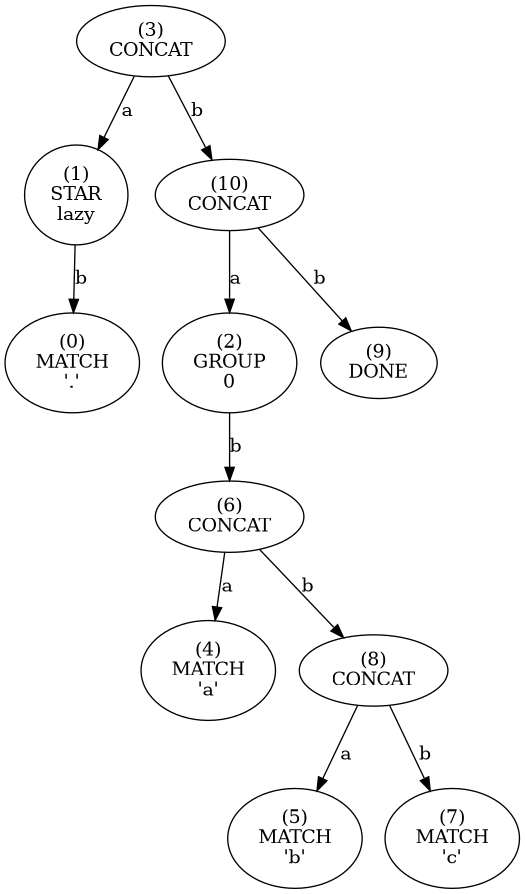 (3)
CONCAT
a
b
(1)
STAR
lazy
(10)
CONCAT
b
a
b
(0)
MATCH
'.'
(2)
GROUP
0
(9)
DONE
b
(6)
CONCAT
a
b
(4)
MATCH
'a'
(8)
CONCAT
a
b
(5)
MATCH
'b'
(7)
MATCH
'c'